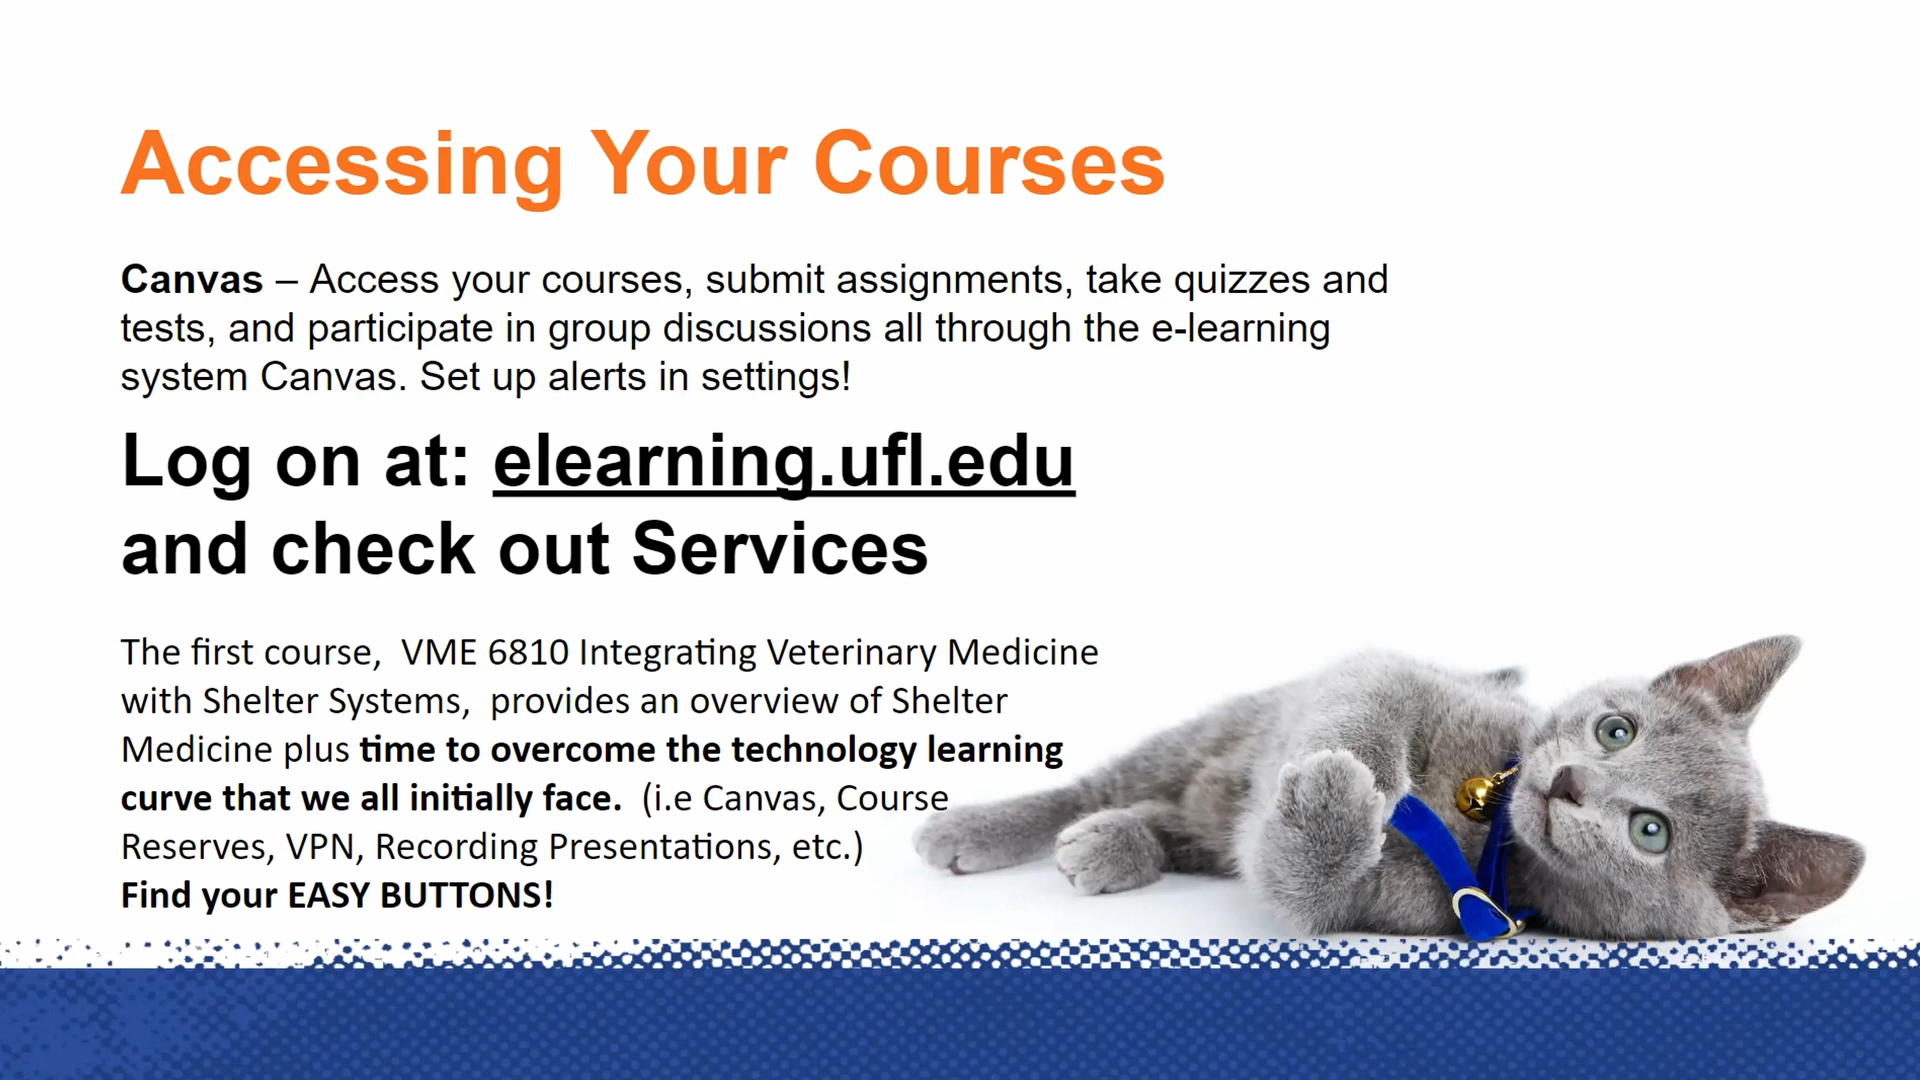 Accessing Your Courses
Canvas – Access your courses, submit assignments, take quizzes and
tests, and participate in group discussions all through the e-learning
system Canvas. Set up alerts in settings!
Log on at: elearning.ufl.edu
and check out Services
The first course,  VME 6810 Integrating Veterinary Medicine
with Shelter Systems,  provides an overview of Shelter
Medicine plus time to overcome the technology learning
curve that we all initially face.  (i.e Canvas, Course
Reserves, VPN, Recording Presentations, etc.)
Find your EASY BUTTONS!